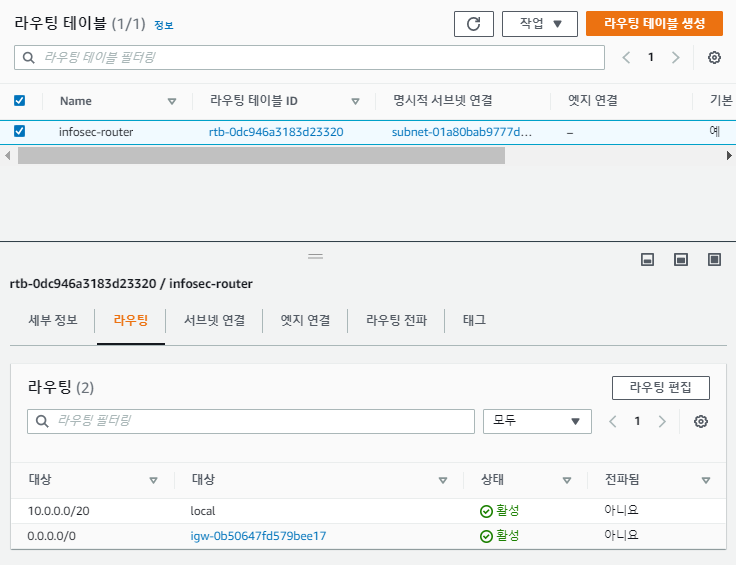 라우팅 테이블 (1/1) 정보 작업 라우팅 테이블 생성
라우팅 테이블 필터링 1
Name 라우팅 테이블 ID 명시적 서브넷 연결 엣지 연결 기본
infosec-router rtb-0dc946a3183d23320 subnet-01a80bab9777d... – 예
rtb-0dc946a3183d23320 / infosec-router
세부 정보 라우팅 서브넷 연결 엣지 연결 라우팅 전파 태그
라우팅 (2) 라우팅 편집
라우팅 필터링 모두 1
대상 대상 상태 전파됨
10.0.0.0/20 local 활성 아니요
0.0.0.0/0 igw-0b50647fd579bee17 활성 아니요